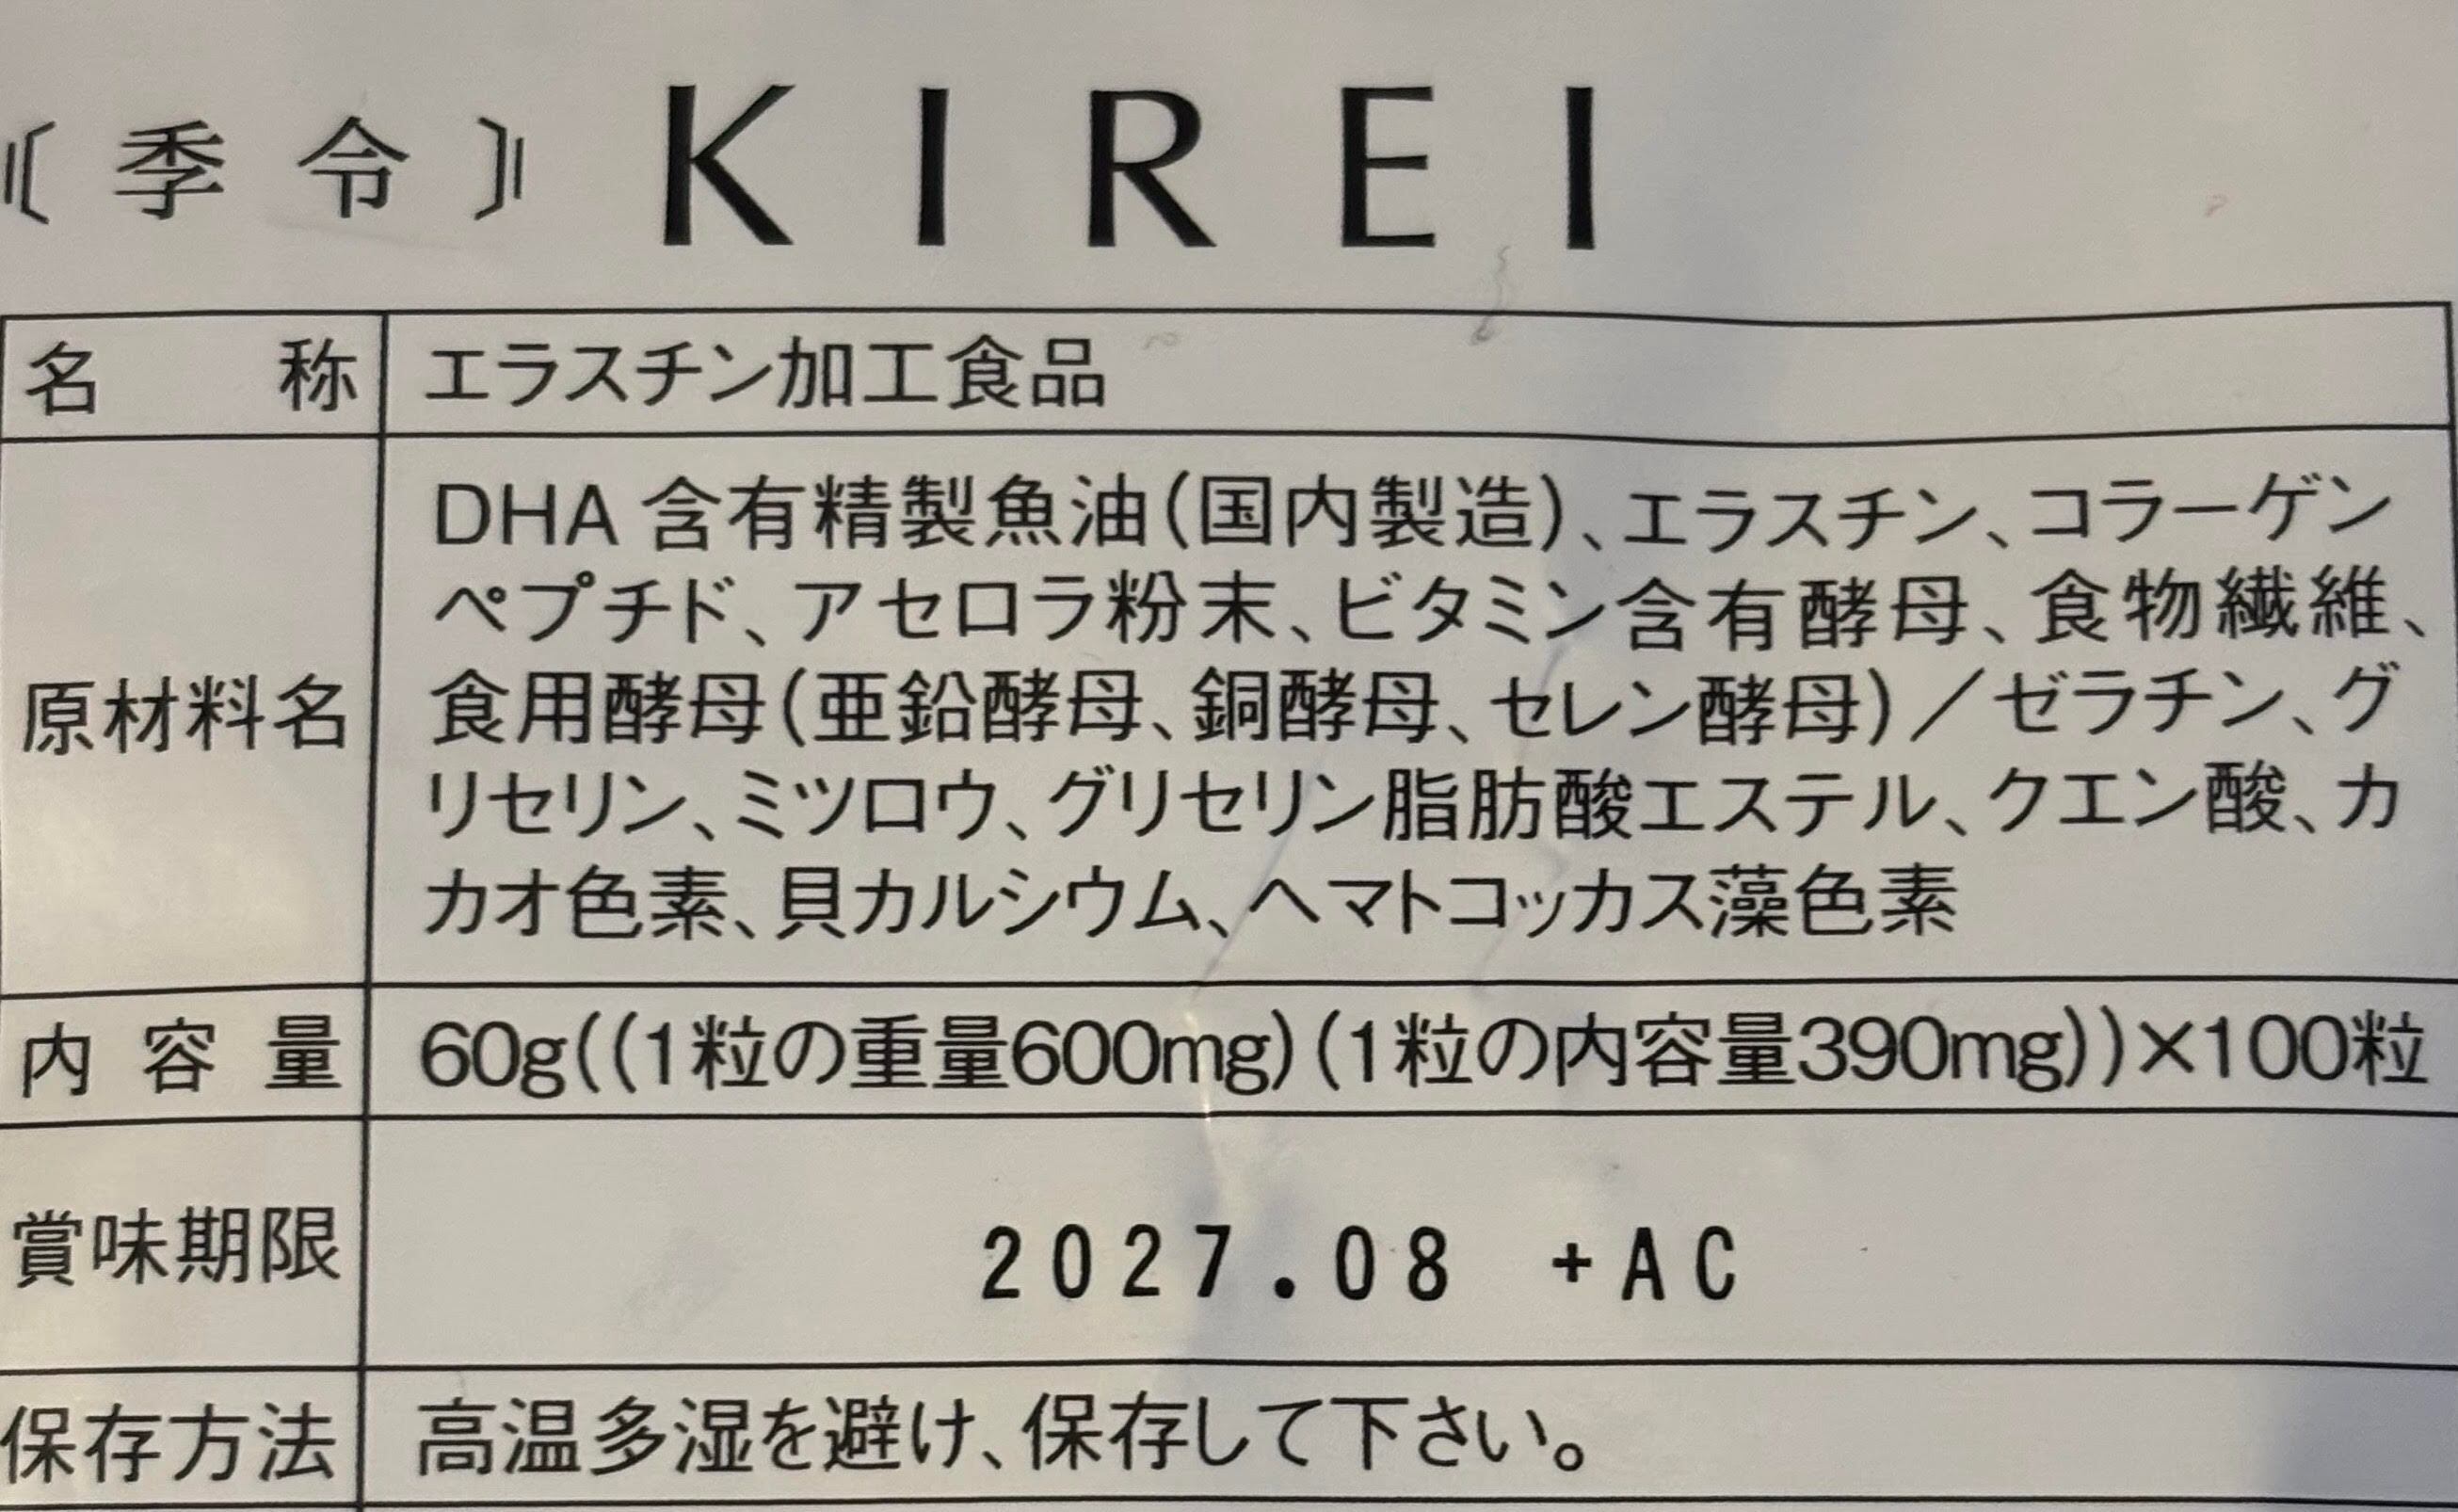 〘季令〙 KIREI
名称 エラスチン加工食品
原材料名 DHA含有精製魚油(国内製造)、エラスチン、コラーゲン
ペプチド、アセロラ粉末、ビタミン含有酵母、食物繊維、
食用酵母(亜鉛酵母、銅酵母、セレン酵母)／ゼラチン、グ
リセリン、ミツロウ、グリセリン脂肪酸エステル、クエン酸、カ
カオ色素、貝カルシウム、ヘマトコッカス藻色素
内容量 60g((1粒の重量600mg)(1粒の内容量390mg))×100粒
賞味期限 2027.08 +AC
保存方法 高温多湿を避け、保存して下さい。